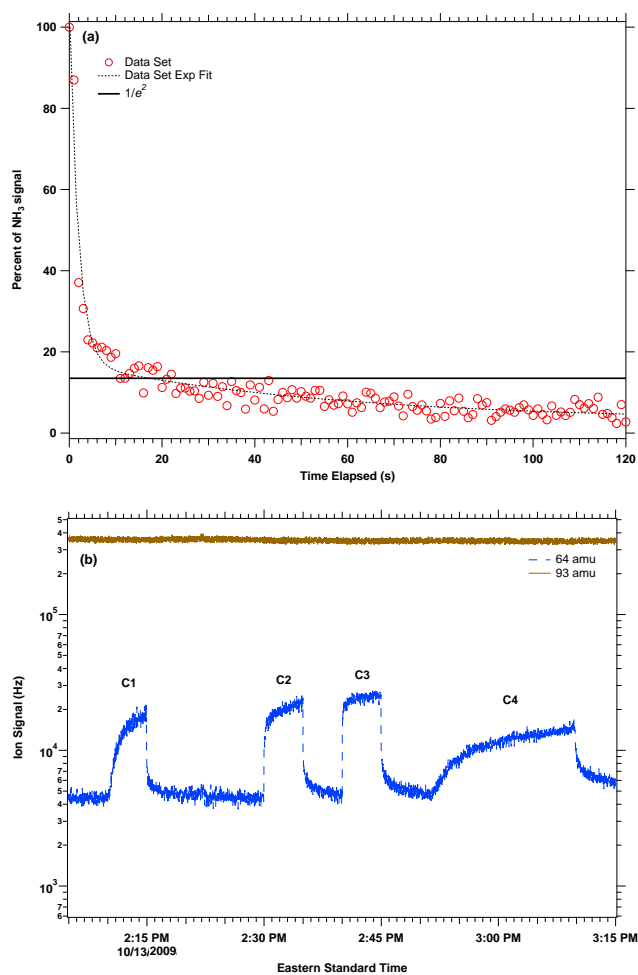 100
(a)
Data Set
Data Set Exp Fit
1/e²
80
60
40
20
0
Percent of NH₃ signal
0 20 40 60 80 100 120
Time Elapsed (s)
5
4
3
2
10⁵
8
6
5
4
3
2
10⁴
8
6
5
4
3
2
10³
8
6
(b)
64 amu
93 amu
C1
C2
C3
C4
Ion Signal (Hz)
2:15 PM 2:30 PM 2:45 PM 3:00 PM 3:15 PM
10/13/2009
Eastern Standard Time